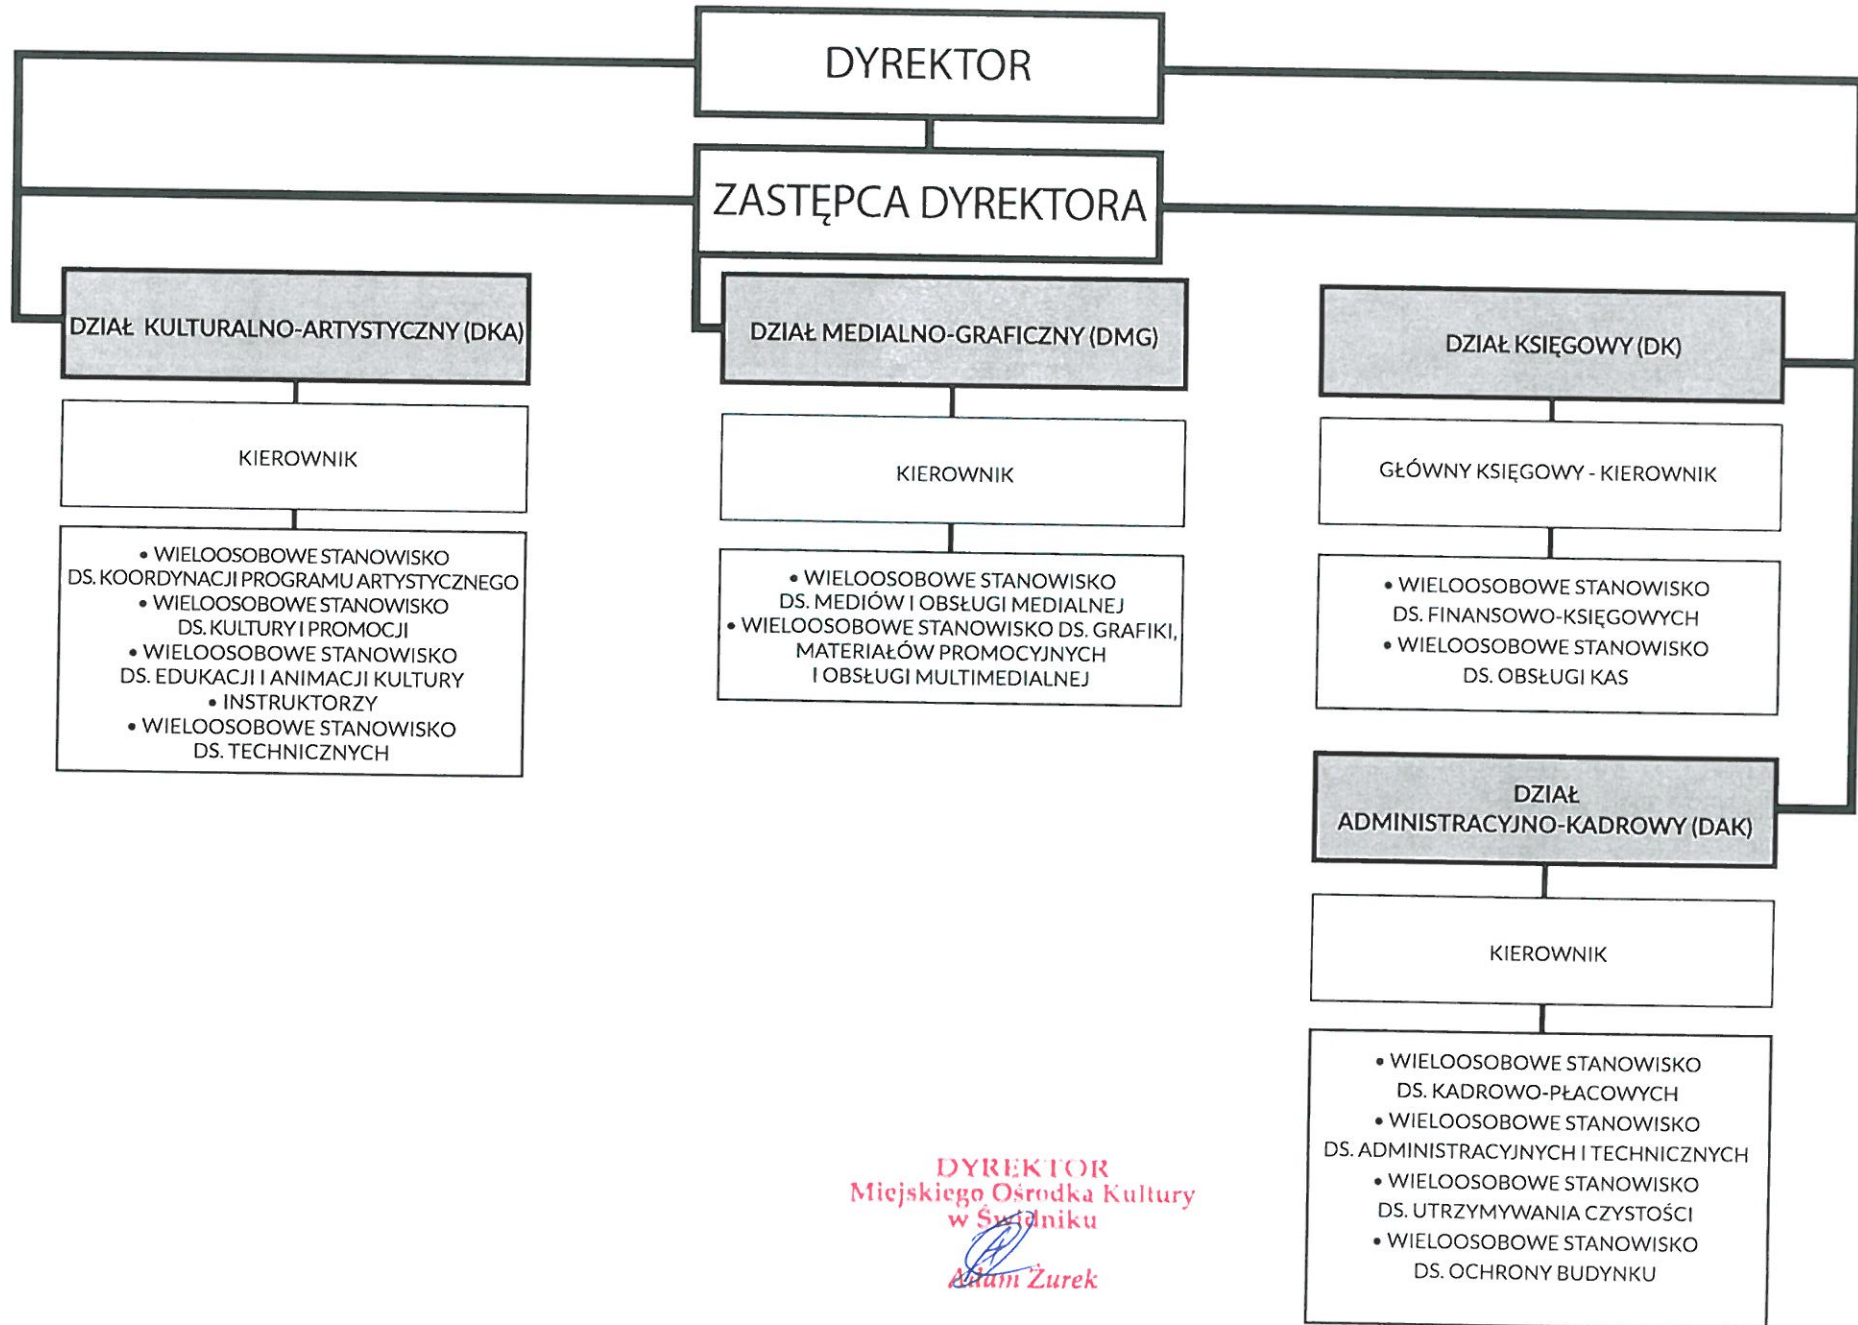 DYREKTOR
ZASTĘPCA DYREKTORA
DZIAŁ KULTURALNO-ARTYSTYCZNY (DKA)
KIEROWNIK
• WIELOOSOBOWE STANOWISKO
DS. KOORDYNACJI PROGRAMU ARTYSTYCZNEGO
• WIELOOSOBOWE STANOWISKO
DS. KULTURY I PROMOCJI
• WIELOOSOBOWE STANOWISKO
DS. EDUKACJI I ANIMACJI KULTURY
• INSTRUKTORZY
• WIELOOSOBOWE STANOWISKO
DS. TECHNICZNYCH
DZIAŁ MEDIALNO-GRAFICZNY (DMG)
KIEROWNIK
• WIELOOSOBOWE STANOWISKO
DS. MEDIÓW I OBSŁUGI MEDIALNEJ
• WIELOOSOBOWE STANOWISKO DS. GRAFIKI,
MATERIAŁÓW PROMOCYJNYCH
I OBSŁUGI MULTIMEDIALNEJ
DZIAŁ KSIĘGOWY (DK)
GŁÓWNY KSIĘGOWY - KIEROWNIK
• WIELOOSOBOWE STANOWISKO
DS. FINANSOWO-KSIĘGOWYCH
• WIELOOSOBOWE STANOWISKO
DS. OBSŁUGI KAS
DZIAŁ
ADMINISTRACYJNO-KADROWY (DAK)
KIEROWNIK
• WIELOOSOBOWE STANOWISKO
DS. KADROWO-PŁACOWYCH
• WIELOOSOBOWE STANOWISKO
DS. ADMINISTRACYJNYCH I TECHNICZNYCH
• WIELOOSOBOWE STANOWISKO
DS. UTRZYMYWANIA CZYSTOŚCI
• WIELOOSOBOWE STANOWISKO
DS. OCHRONY BUDYNKU
DYREKTOR
Miejskiego Ośrodka Kultury
w Świdniku
Adam Żurek